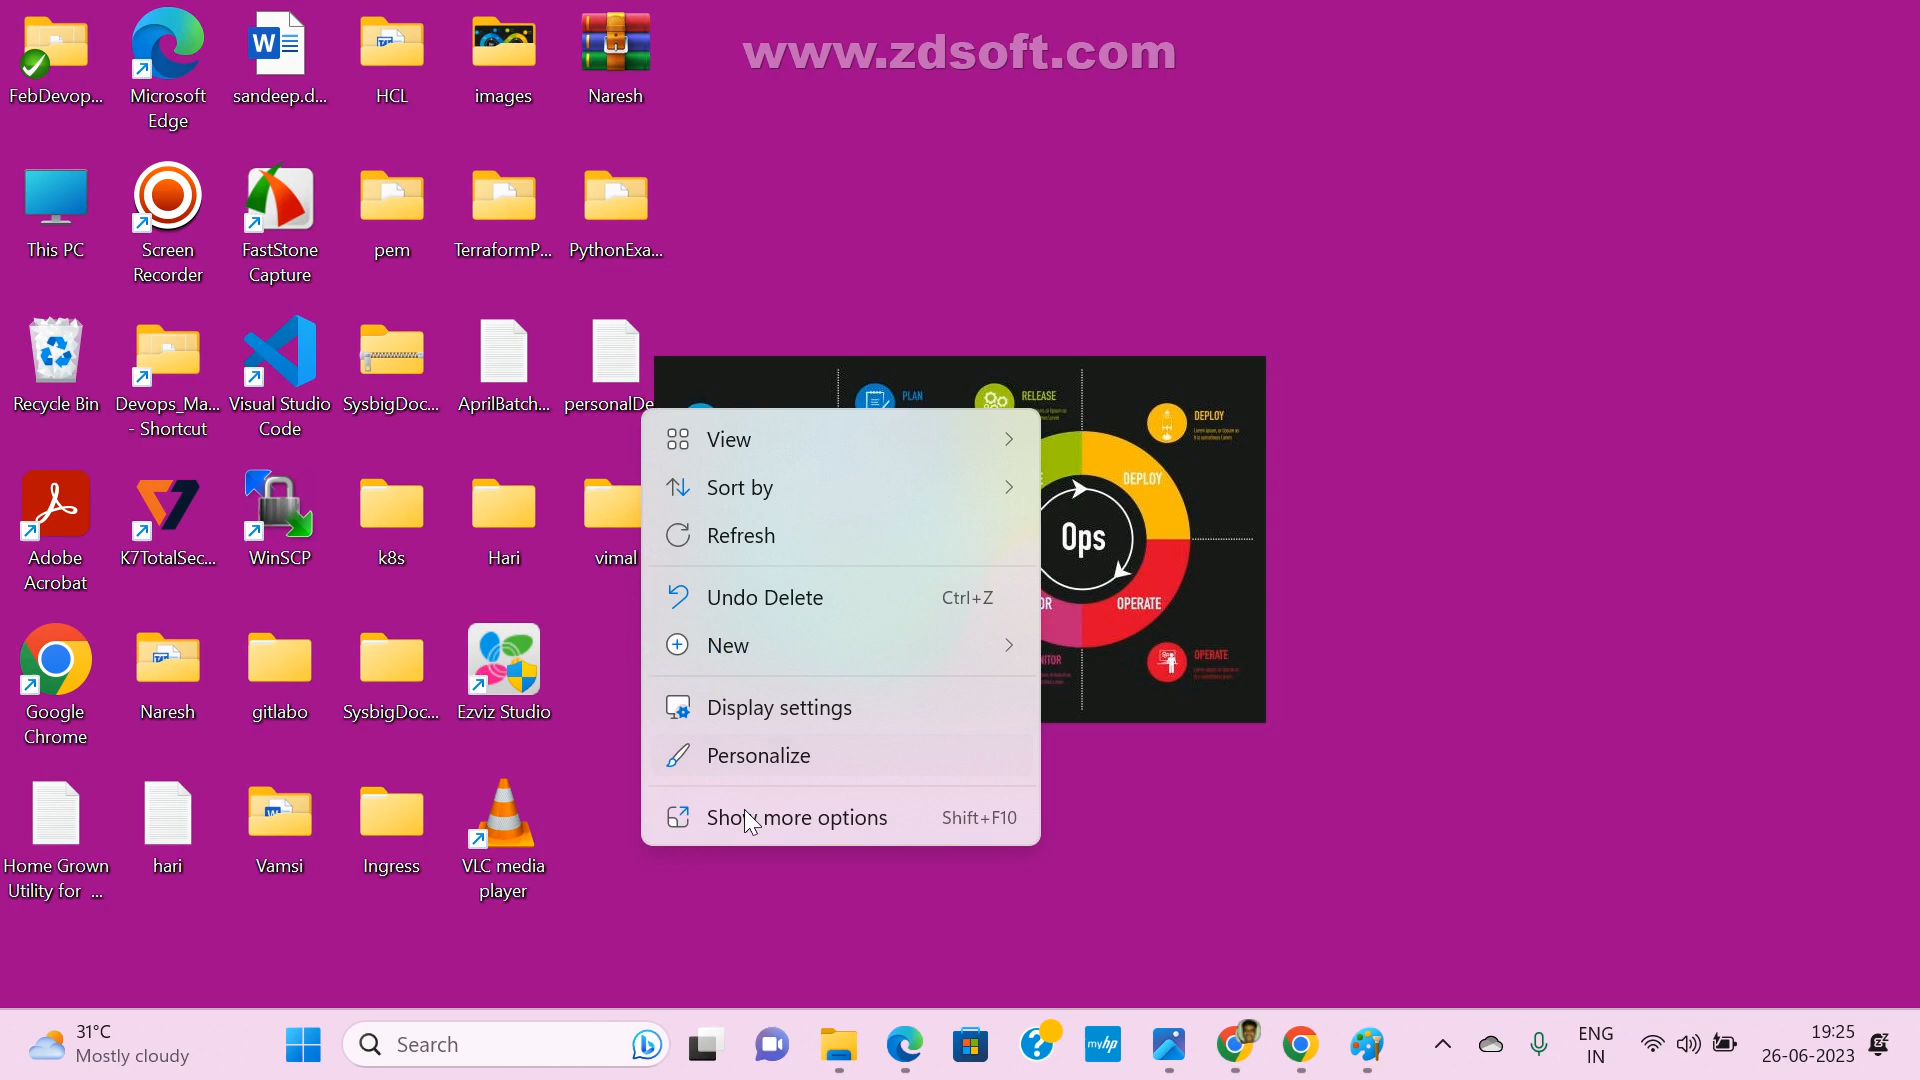 www.zdsoft.com
FebDevop...
Microsoft
Edge
sandeep.d...
HCL
images
Naresh
This PC
Screen
Recorder
FastStone
Capture
pem
TerraformP...
PythonExa...
Recycle Bin
Devops_Ma...
- Shortcut
Visual Studio
Code
SysbigDoc...
AprilBatch...
personalDe
Adobe
Acrobat
K7TotalSec...
WinSCP
k8s
Hari
vimal
Google
Chrome
Naresh
gitlabo
SysbigDoc...
Ezviz Studio
Home Grown
Utility for ...
hari
Vamsi
Ingress
VLC media
player
PLAN
RELEASE
DEPLOY
DEPLOY
Ops
OPERATE
OPERATE
View
Sort by
Refresh
Undo Delete Ctrl+Z
New
Display settings
Personalize
Show more options Shift+F10
31°C
Mostly cloudy
Search
myhp
ENG
IN
19:25
26-06-2023